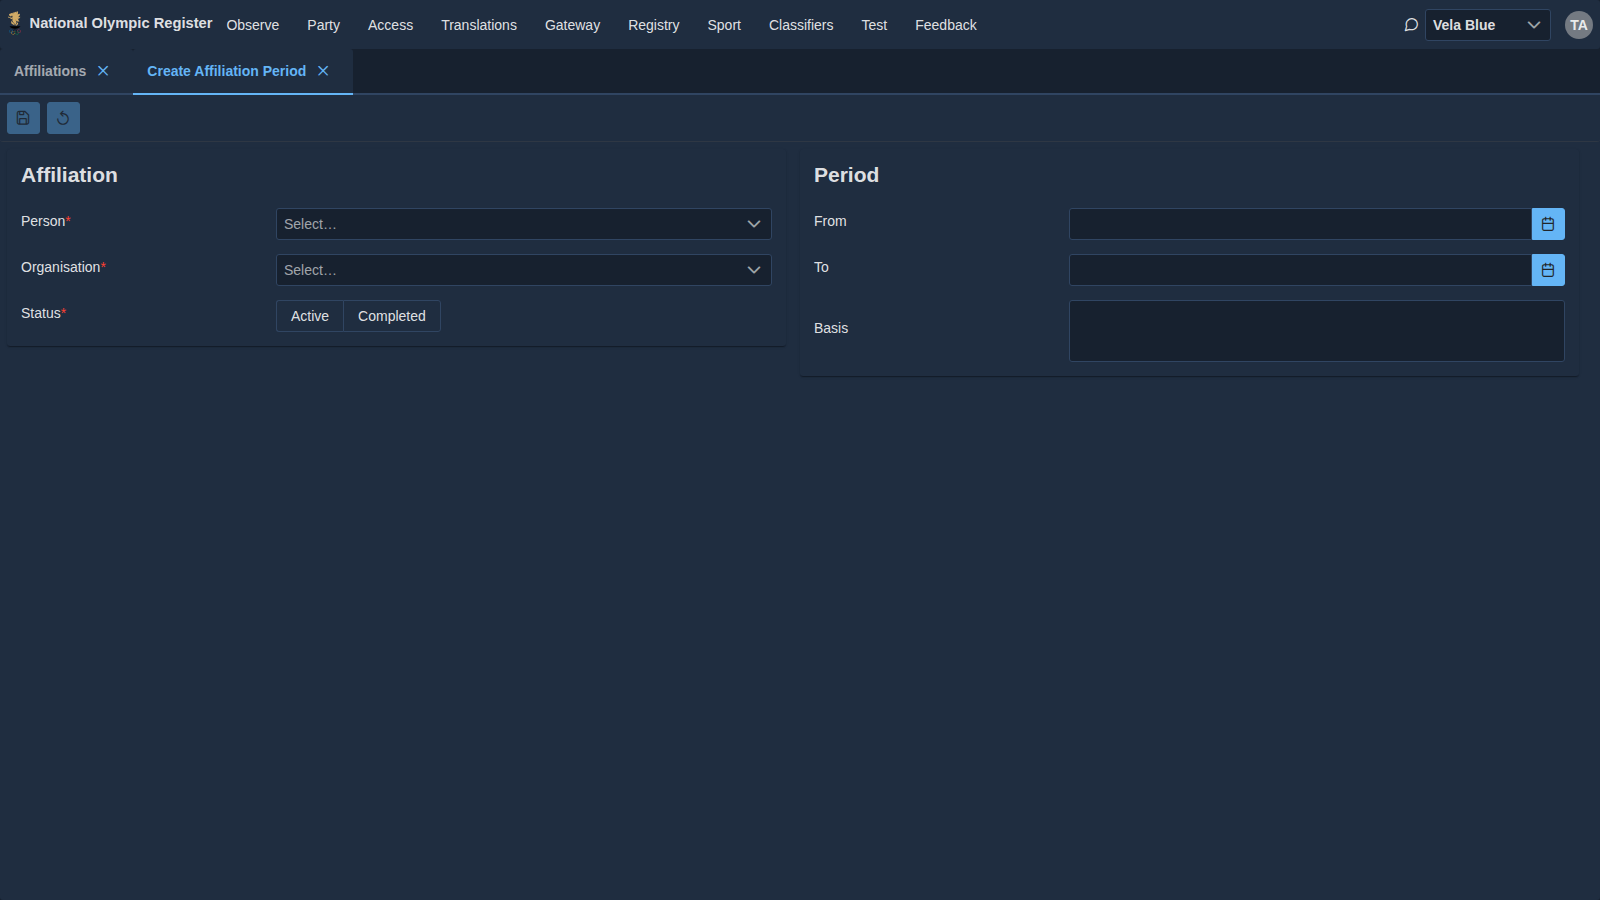 National Olympic Register Observe Party Access Translations Gateway Registry Sport Classifiers Test Feedback Vela Blue TA
Affiliations Create Affiliation Period
Affiliation
Person* Select...
Organisation* Select...
Status* Active Completed
Period
From
To
Basis